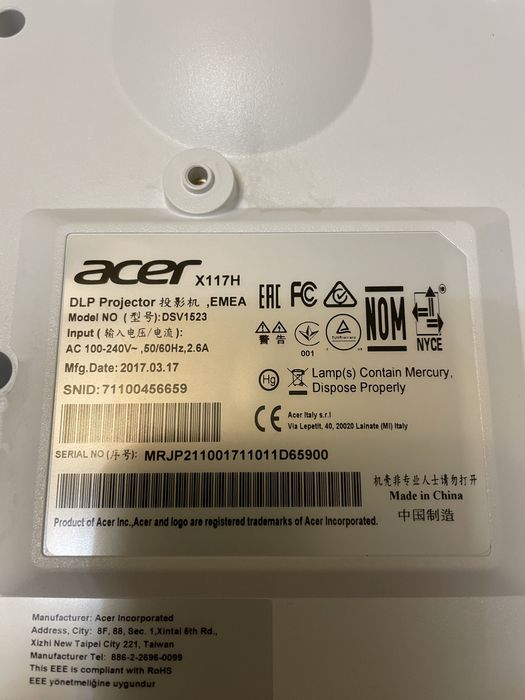 acer X117H
DLP Projector 投影机 ,EMEA
Model NO (型号):DSV1523
Input (输入电压/电流):
AC 100-240V~ ,50/60Hz,2.6A
Mfg.Date: 2017.03.17
SNID: 71100456659
SERIAL NO (序号): MRJP211001711011D65900
Product of Acer Inc.,Acer and logo are registered trademarks of Acer Incorporated.
EAC FC NOM NYCE
警告 001
Hg Lamp(s) Contain Mercury,
Dispose Properly
CE Acer Italy s.r.l
Via Lepetit, 40, 20020 Lainate (MI) Italy
机壳非专业人士请勿打开
Made in China
中国制造
Manufacturer: Acer Incorporated
Address, City: 8F, 88, Sec. 1,Xintai 5th Rd.,
Xizhi New Taipei City 221, Taiwan
Manufacturer Tel: 886-2-2696-0099
This EEE is compliant with RoHS
EEE yönetmeliğine uygundur